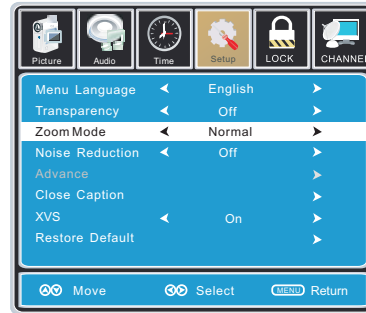 Picture Audio Time Setup LOCK CHANNE
Menu Language English
Transparency Off
Zoom Mode Normal
Noise Reduction Off
Advance
Close Caption
XVS On
Restore Default
Move Select MENU Return